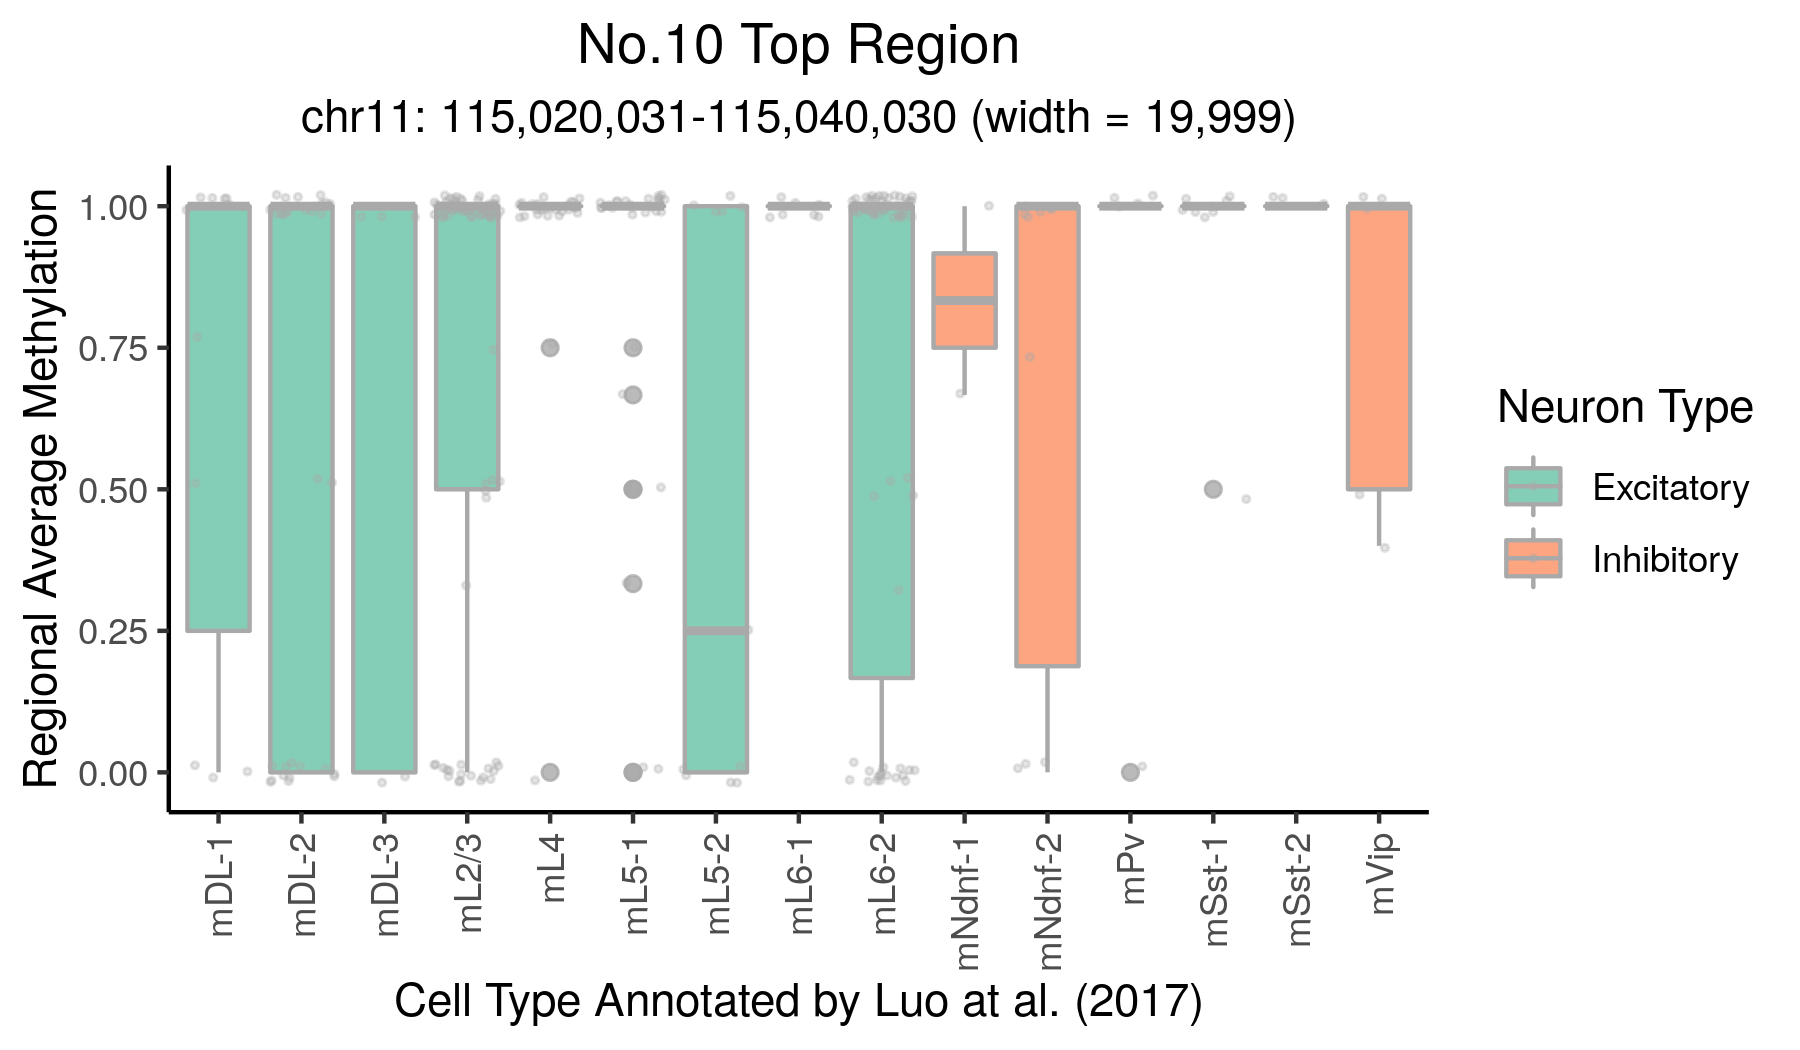 No.10 Top Region
chr11: 115,020,031-115,040,030 (width = 19,999)
Regional Average Methylation
1.00
0.75
0.50
0.25
0.00
mDL-1
mDL-2
mDL-3
mL2/3
mL4
mL5-1
mL5-2
mL6-1
mL6-2
mNdnf-1
mNdnf-2
mPv
mSst-1
mSst-2
mVip
Cell Type Annotated by Luo at al. (2017)
Neuron Type
Excitatory
Inhibitory